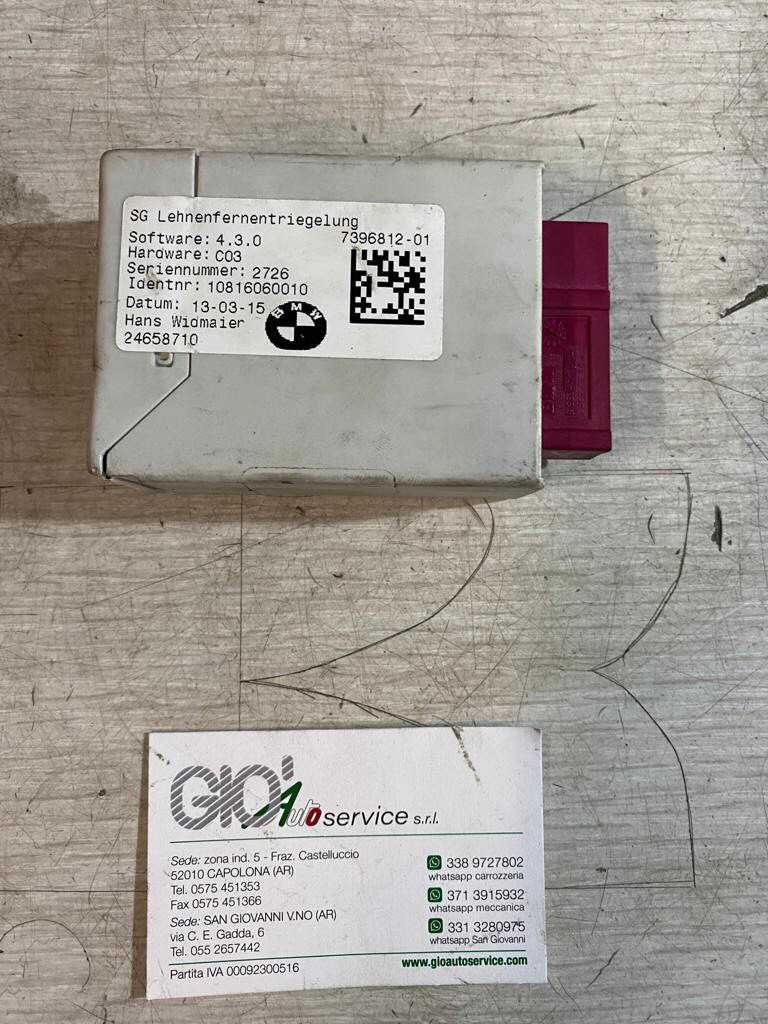 SG Lehnenfernentriegelung
Software: 4.3.0 7396812-01
Hardware: C03
Seriennummer: 2726
Identnr: 10816060010
Datum: 13-03-15
Hans Widmaier
24658710
BMW
GIO' Auto service s.r.l.
Sede: zona ind. 5 - Fraz. Castelluccio
52010 CAPOLONA (AR)
Tel. 0575 451353
Fax 0575 451366
Sede: SAN GIOVANNI V.NO (AR)
via C. E. Gadda, 6
Tel. 055 2657442
Partita IVA 00092300516
338 9727802
whatsapp carrozzeria
371 3915932
whatsapp meccanica
331 3280975
whatsapp San Giovanni
www.gioautoservice.com